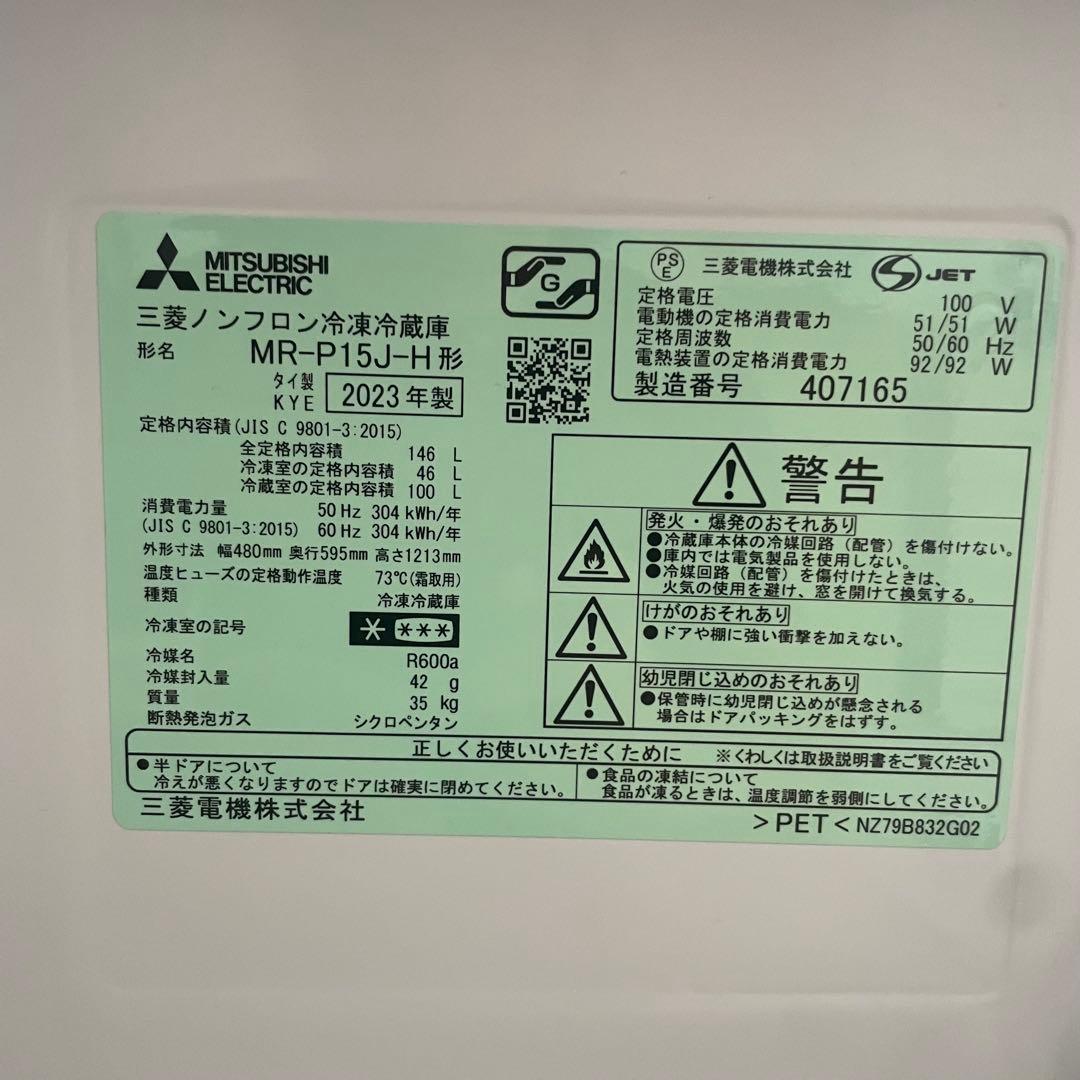 MITSUBISHI
ELECTRIC
三菱ノンフロン冷凍冷蔵庫
形名 MR-P15J-H形
タイ製
KYE 2023年製
定格内容積(JIS C 9801-3:2015)
全定格内容積 146 L
冷凍室の定格内容積 46 L
冷蔵室の定格内容積 100 L
消費電力量 50 Hz 304 kWh/年
(JIS C 9801-3:2015) 60 Hz 304 kWh/年
外形寸法 幅480mm 奥行595mm 高さ1213mm
温度ヒューズの定格動作温度 73℃(霜取用)
種類 冷凍冷蔵庫
冷凍室の記号 * ***
冷媒名 R600a
冷媒封入量 42 g
質量 35 kg
断熱発泡ガス シクロペンタン
G
PS
E 三菱電機株式会社 JET
定格電圧 100 V
電動機の定格消費電力 51/51 W
定格周波数 50/60 Hz
電熱装置の定格消費電力 92/92 W
製造番号 407165
警告
発火・爆発のおそれあり
●冷蔵庫本体の冷媒回路(配管)を傷付けない。
●庫内では電気製品を使用しない。
●冷媒回路(配管)を傷付けたときは、
火気の使用を避け、窓を開けて換気する。
けがのおそれあり
●ドアや棚に強い衝撃を加えない。
幼児閉じ込めのおそれあり
●保管時に幼児閉じ込めが懸念される
場合はドアパッキングをはずす。
正しくお使いいただくために ※くわしくは取扱説明書をご覧ください
●半ドアについて
冷えが悪くなりますのでドアは確実に閉めてください。
●食品の凍結について
食品が凍るときは、温度調節を弱側にしてください。
三菱電機株式会社
>PET< NZ79B832G02